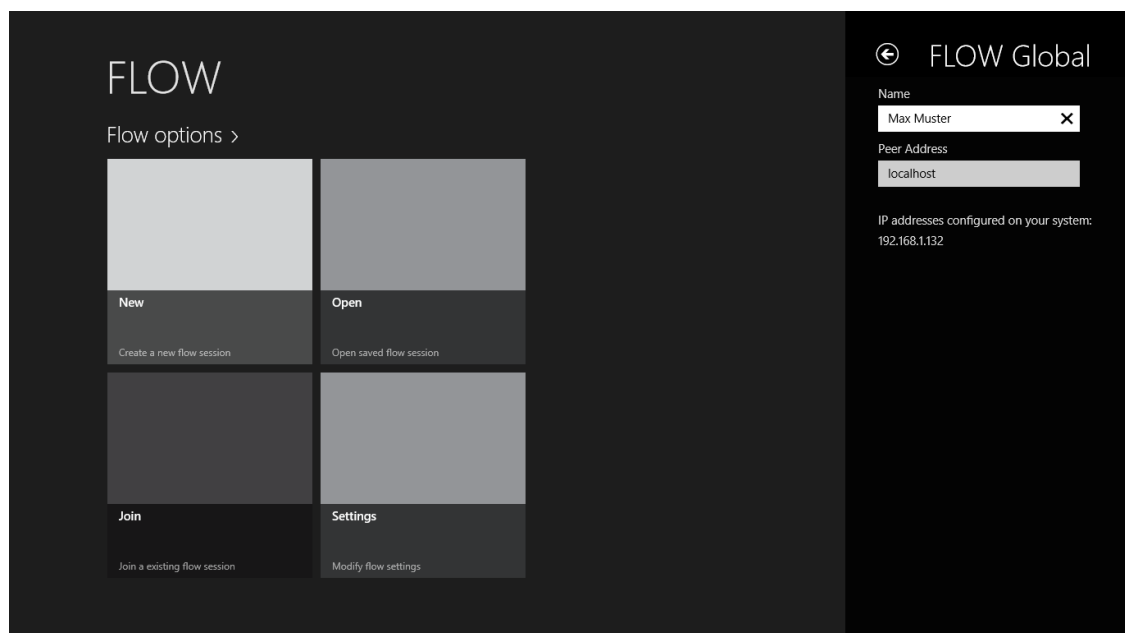 FLOW
Flow options >
New
Create a new flow session
Open
Open saved flow session
Join
Join a existing flow session
Settings
Modify flow settings
FLOW Global
Name
Max Muster
Peer Address
localhost
IP addresses configured on your system:
192.168.1.132